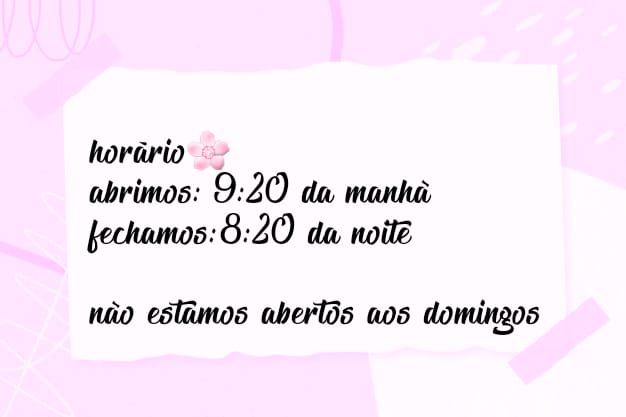 horário🌸
abrimos: 9:20 da manhà
fechamos:8:20 da noite
nào estamos abertos aos domingos